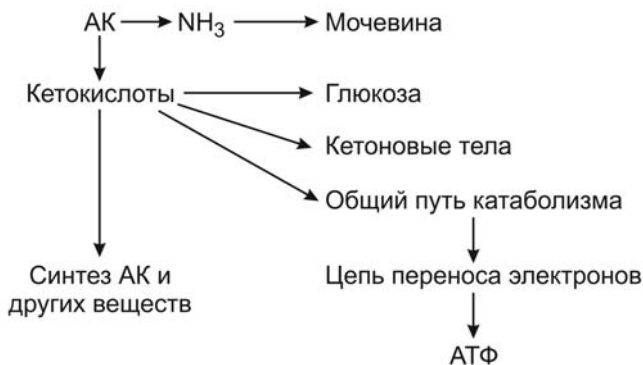 АК NH3 Мочевина
Кетокислоты Глюкоза
Кетоновые тела
Общий путь катаболизма
Синтез АК и
других веществ
Цепь переноса электронов
АТФ